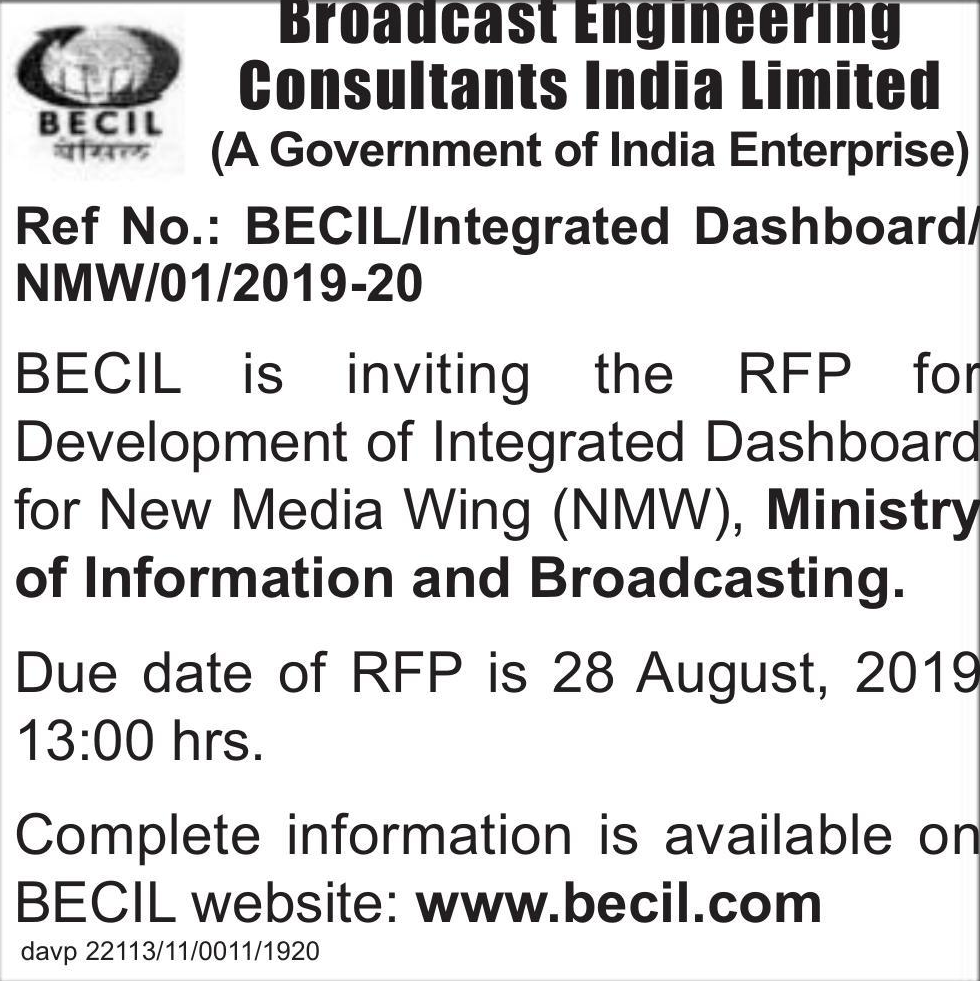 Broadcast Engineering
Consultants India Limited
(A Government of India Enterprise)
BECIL
बेसिल
Ref No.: BECIL/Integrated Dashboard/
NMW/01/2019-20
BECIL is inviting the RFP for
Development of Integrated Dashboard
for New Media Wing (NMW), Ministry
of Information and Broadcasting.
Due date of RFP is 28 August, 2019
13:00 hrs.
Complete information is available on
BECIL website: www.becil.com
davp 22113/11/0011/1920